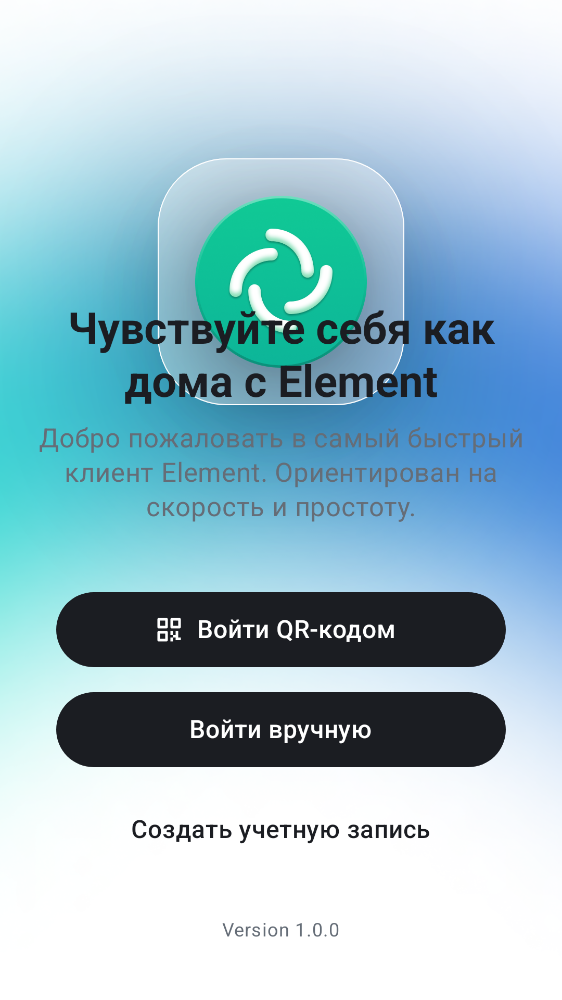 Чувствуйте себя как
дома с Element
Добро пожаловать в самый быстрый
клиент Element. Ориентирован на
скорость и простоту.
Войти QR-кодом
Войти вручную
Создать учетную запись
Version 1.0.0